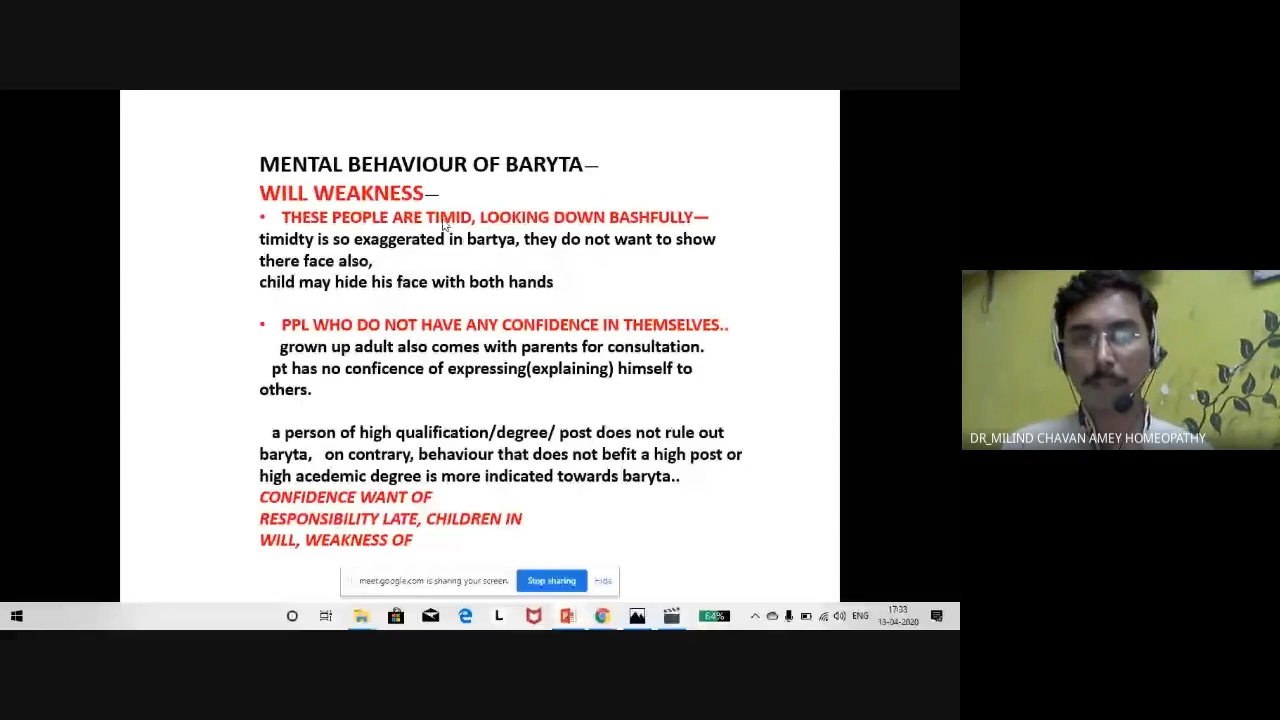 MENTAL BEHAVIOUR OF BARYTA—
WILL WEAKNESS—
• THESE PEOPLE ARE TIMID, LOOKING DOWN BASHFULLY—
timidty is so exaggerated in bartya, they do not want to show
there face also,
child may hide his face with both hands
• PPL WHO DO NOT HAVE ANY CONFIDENCE IN THEMSELVES..
grown up adult also comes with parents for consultation.
pt has no conficence of expressing(explaining) himself to
others.
a person of high qualification/degree/ post does not rule out
baryta, on contrary, behaviour that does not befit a high post or
high acedemic degree is more indicated towards baryta..
CONFIDENCE WANT OF
RESPONSIBILITY LATE, CHILDREN IN
WILL, WEAKNESS OF
meet.google.com is sharing your screen. Stop sharing Hide
L 64% ENG 17:33
13-04-2020
DR_MILIND CHAVAN AMEY HOMEOPATHY